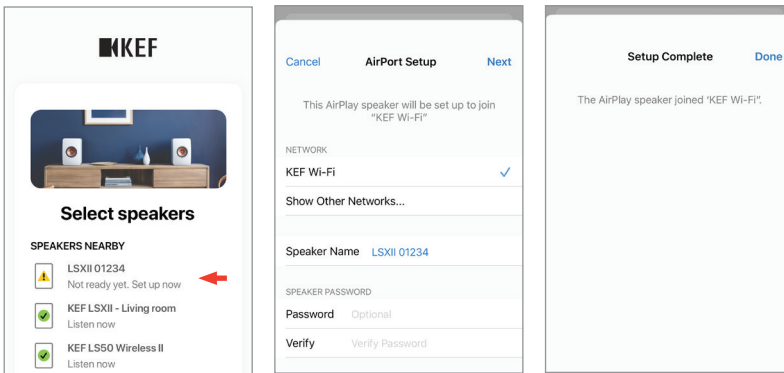 KEF
Select speakers
SPEAKERS NEARBY
LSXII 01234
Not ready yet. Set up now
KEF LSXII - Living room
Listen now
KEF LS50 Wireless II
Listen now
Cancel AirPort Setup Next
This AirPlay speaker will be set up to join
“KEF Wi-Fi”
NETWORK
KEF Wi-Fi
Show Other Networks...
Speaker Name LSXII 01234
SPEAKER PASSWORD
Password Optional
Verify Verify Password
Setup Complete Done
The AirPlay speaker joined ‘KEF Wi-Fi”.